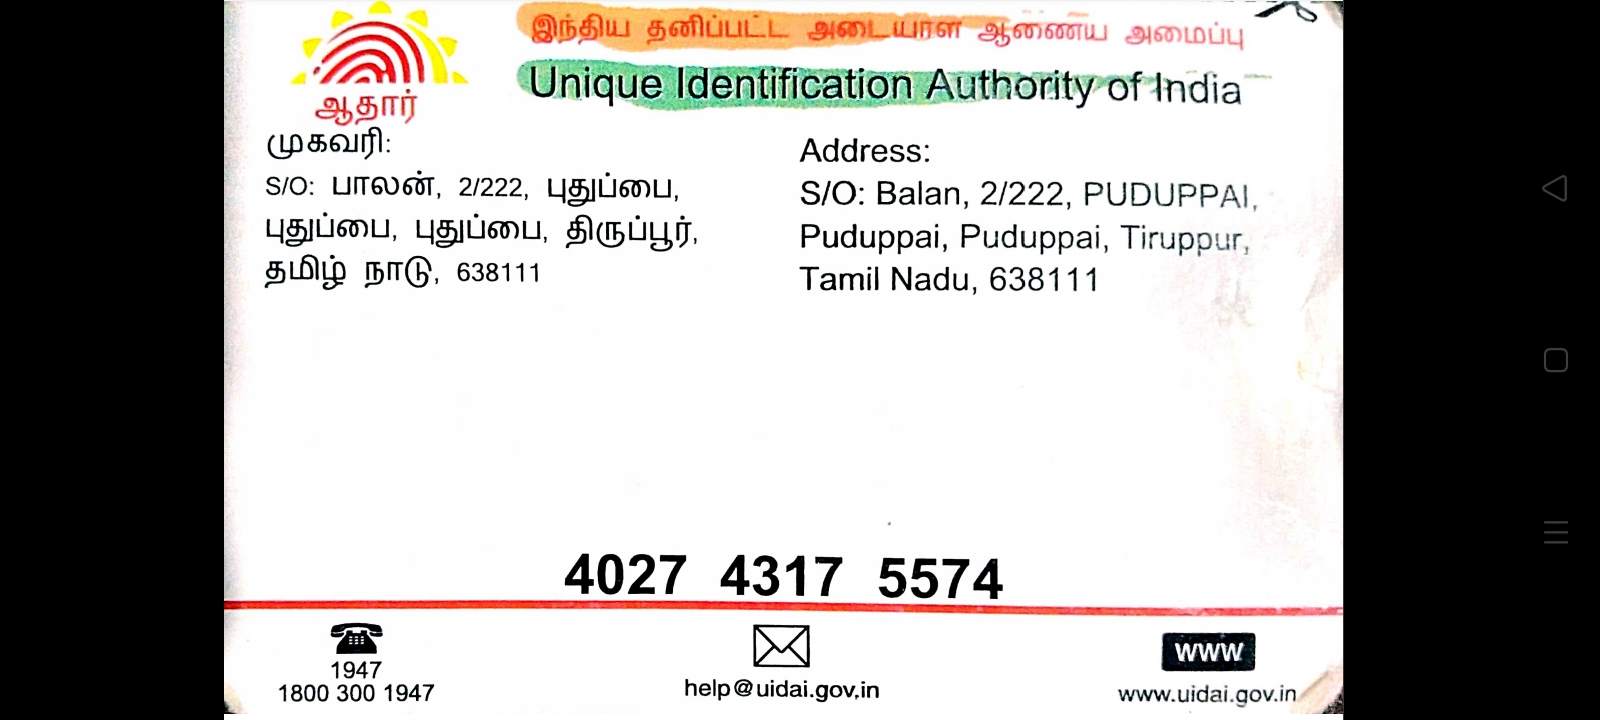 இந்திய தனிப்பட்ட அடையாள ஆணைய அமைப்பு
Unique Identification Authority of India
ஆதார்
முகவரி:
S/O: பாலன், 2/222, புதுப்பை,
புதுப்பை, புதுப்பை, திருப்பூர்,
தமிழ் நாடு, 638111
Address:
S/O: Balan, 2/222, PUDUPPAI,
Puduppai, Puduppai, Tiruppur,
Tamil Nadu, 638111
4027 4317 5574
1947
1800 300 1947
help@uidai.gov.in
www
www.uidai.gov.in